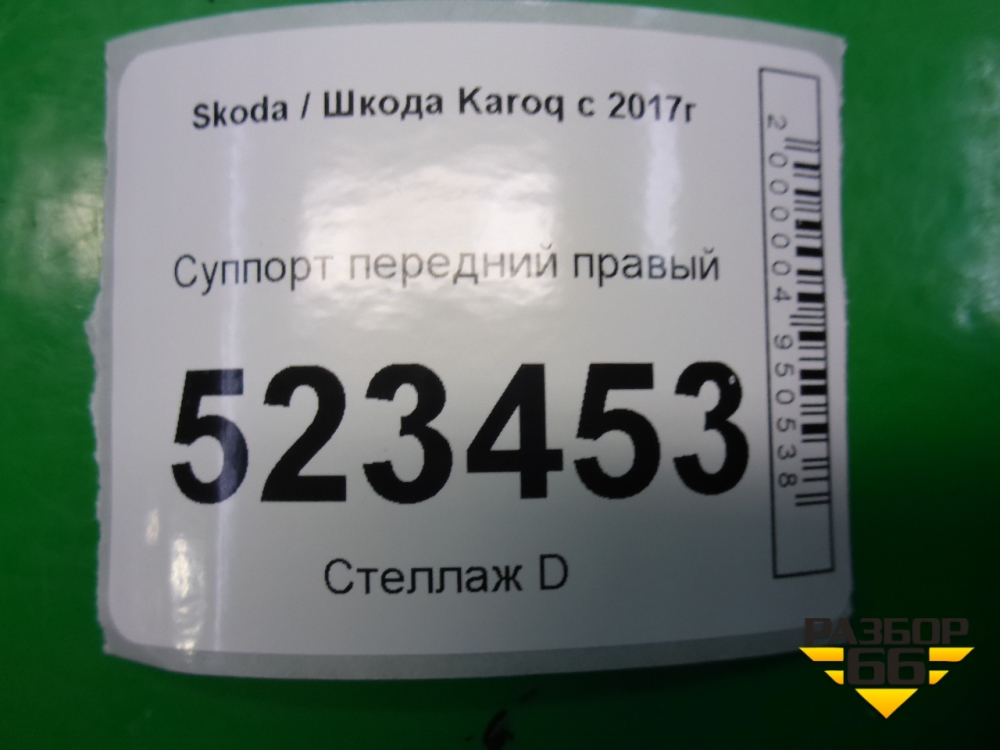 Skoda / Шкода Karoq с 2017г
Суппорт передний правый
523453
Стеллаж D
2000004950538
РАЗБОР
66